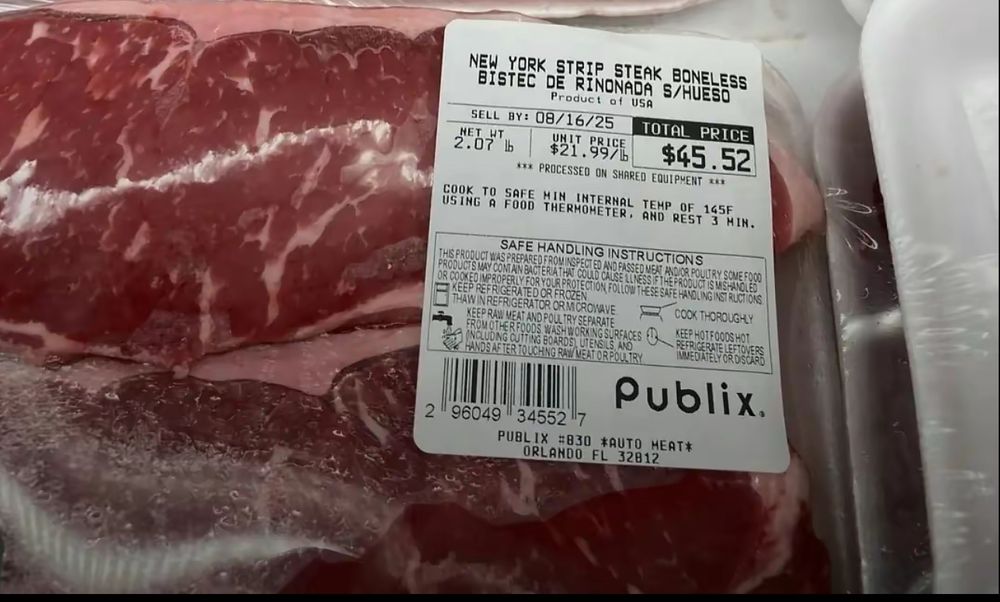 NEW YORK STRIP STEAK BONELESS
BISTEC DE RINONADA S/HUESO
Product of USA
SELL BY: 08/16/25
NET WT
2.07 lb
UNIT PRICE
$21.99/lb
TOTAL PRICE
$45.52
*** PROCESSED ON SHARED EQUIPMENT ***
COOK TO SAFE MIN INTERNAL TEMP OF 145F
USING A FOOD THERMOMETER, AND REST 3 MIN.
SAFE HANDLING INSTRUCTIONS
THIS PRODUCT WAS PREPARED FROM INSPECTED AND PASSED MEAT AND/OR POULTRY. SOME FOOD
PRODUCTS MAY CONTAIN BACTERIA THAT COULD CAUSE ILLNESS IF THE PRODUCT IS MISHANDLED
OR COOKED IMPROPERLY. FOR YOUR PROTECTION, FOLLOW THESE SAFE HANDLING INSTRUCTIONS.
KEEP REFRIGERATED OR FROZEN.
THAW IN REFRIGERATOR OR MICROWAVE.
KEEP RAW MEAT AND POULTRY SEPARATE
FROM OTHER FOODS. WASH WORKING SURFACES
(INCLUDING CUTTING BOARDS), UTENSILS, AND
HANDS AFTER TOUCHING RAW MEAT OR POULTRY.
COOK THOROUGHLY
KEEP HOT FOODS HOT
REFRIGERATE LEFTOVERS
IMMEDIATELY OR DISCARD
2 96049 34552 7
Publix.
PUBLIX #830 *AUTO MEAT*
ORLANDO FL 32812